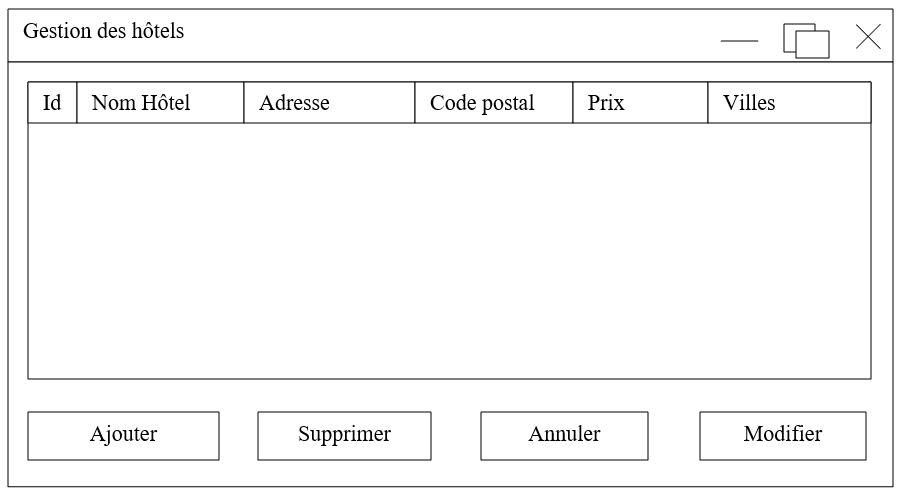 Gestion des hôtels
Id Nom Hôtel Adresse Code postal Prix Villes
Ajouter Supprimer Annuler Modifier